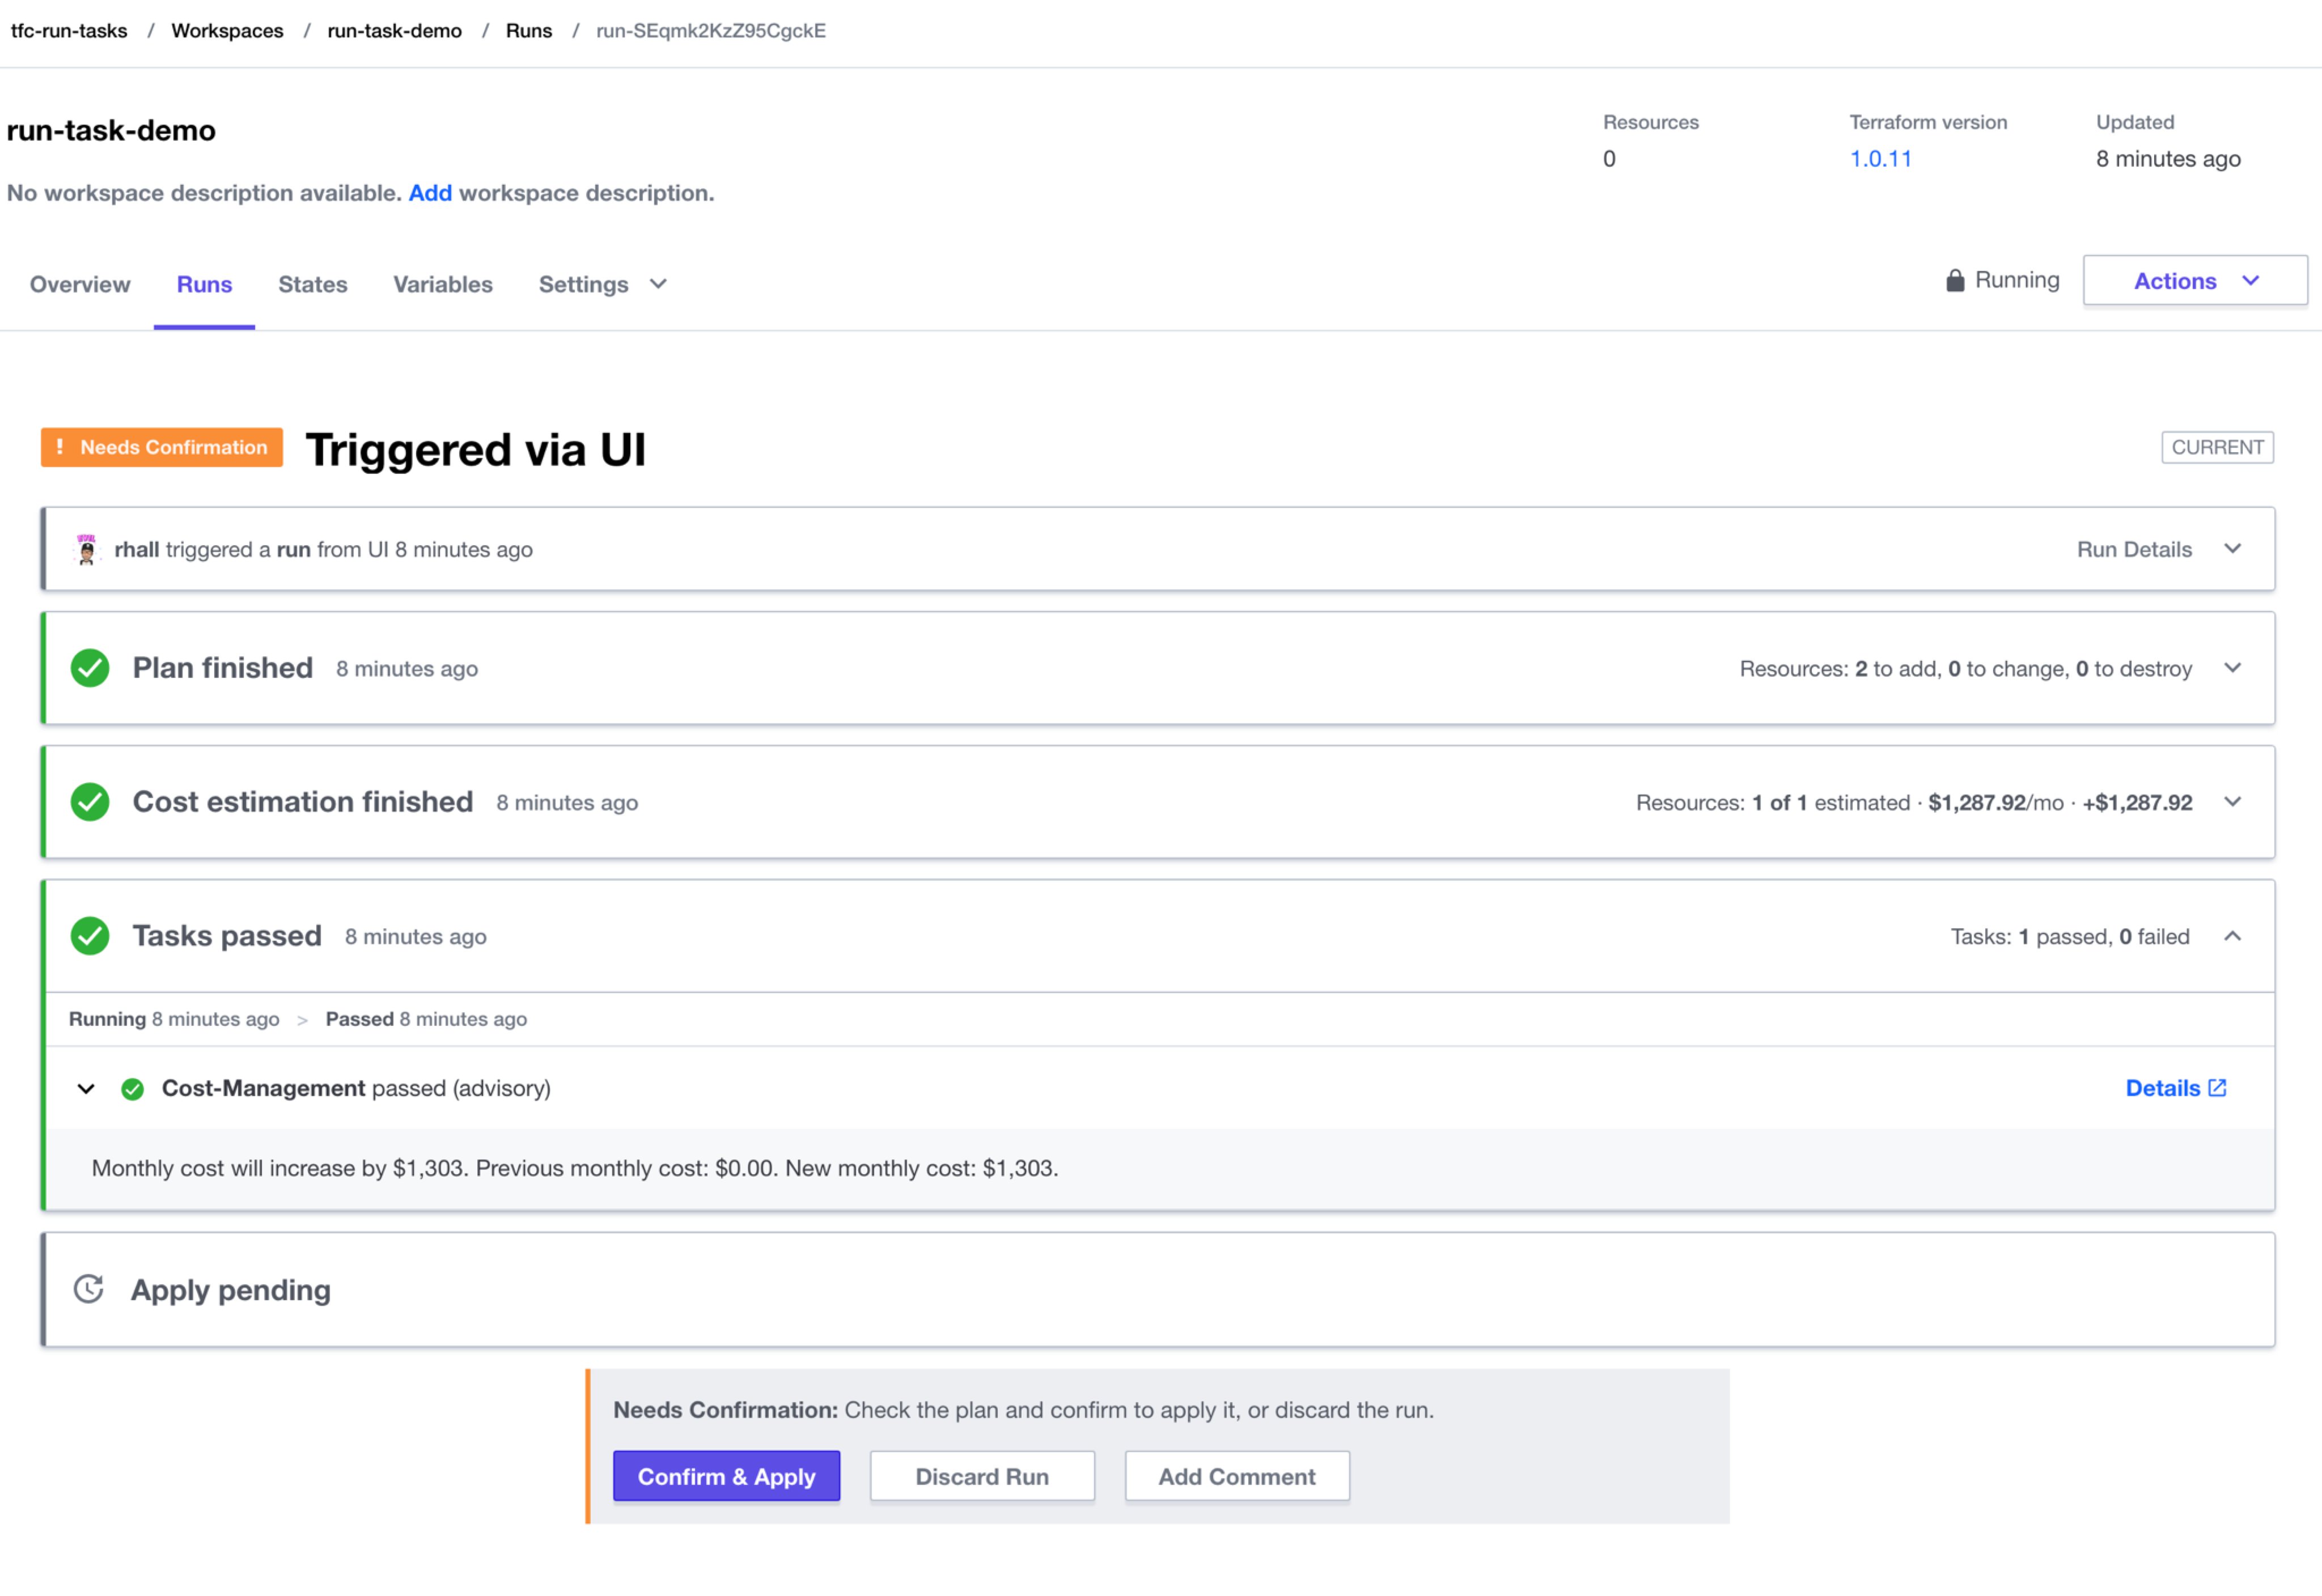 tfc-run-tasks / Workspaces / run-task-demo / Runs / run-SEqmk2KzZ95CgckE
run-task-demo
Resources
0
Terraform version
1.0.11
Updated
8 minutes ago
No workspace description available. Add workspace description.
Overview Runs States Variables Settings
Running Actions
! Needs Confirmation Triggered via UI CURRENT
rhall triggered a run from UI 8 minutes ago Run Details
Plan finished 8 minutes ago Resources: 2 to add, 0 to change, 0 to destroy
Cost estimation finished 8 minutes ago Resources: 1 of 1 estimated · $1,287.92/mo · +$1,287.92
Tasks passed 8 minutes ago Tasks: 1 passed, 0 failed
Running 8 minutes ago > Passed 8 minutes ago
Cost-Management passed (advisory) Details
Monthly cost will increase by $1,303. Previous monthly cost: $0.00. New monthly cost: $1,303.
Apply pending
Needs Confirmation: Check the plan and confirm to apply it, or discard the run.
Confirm & Apply Discard Run Add Comment